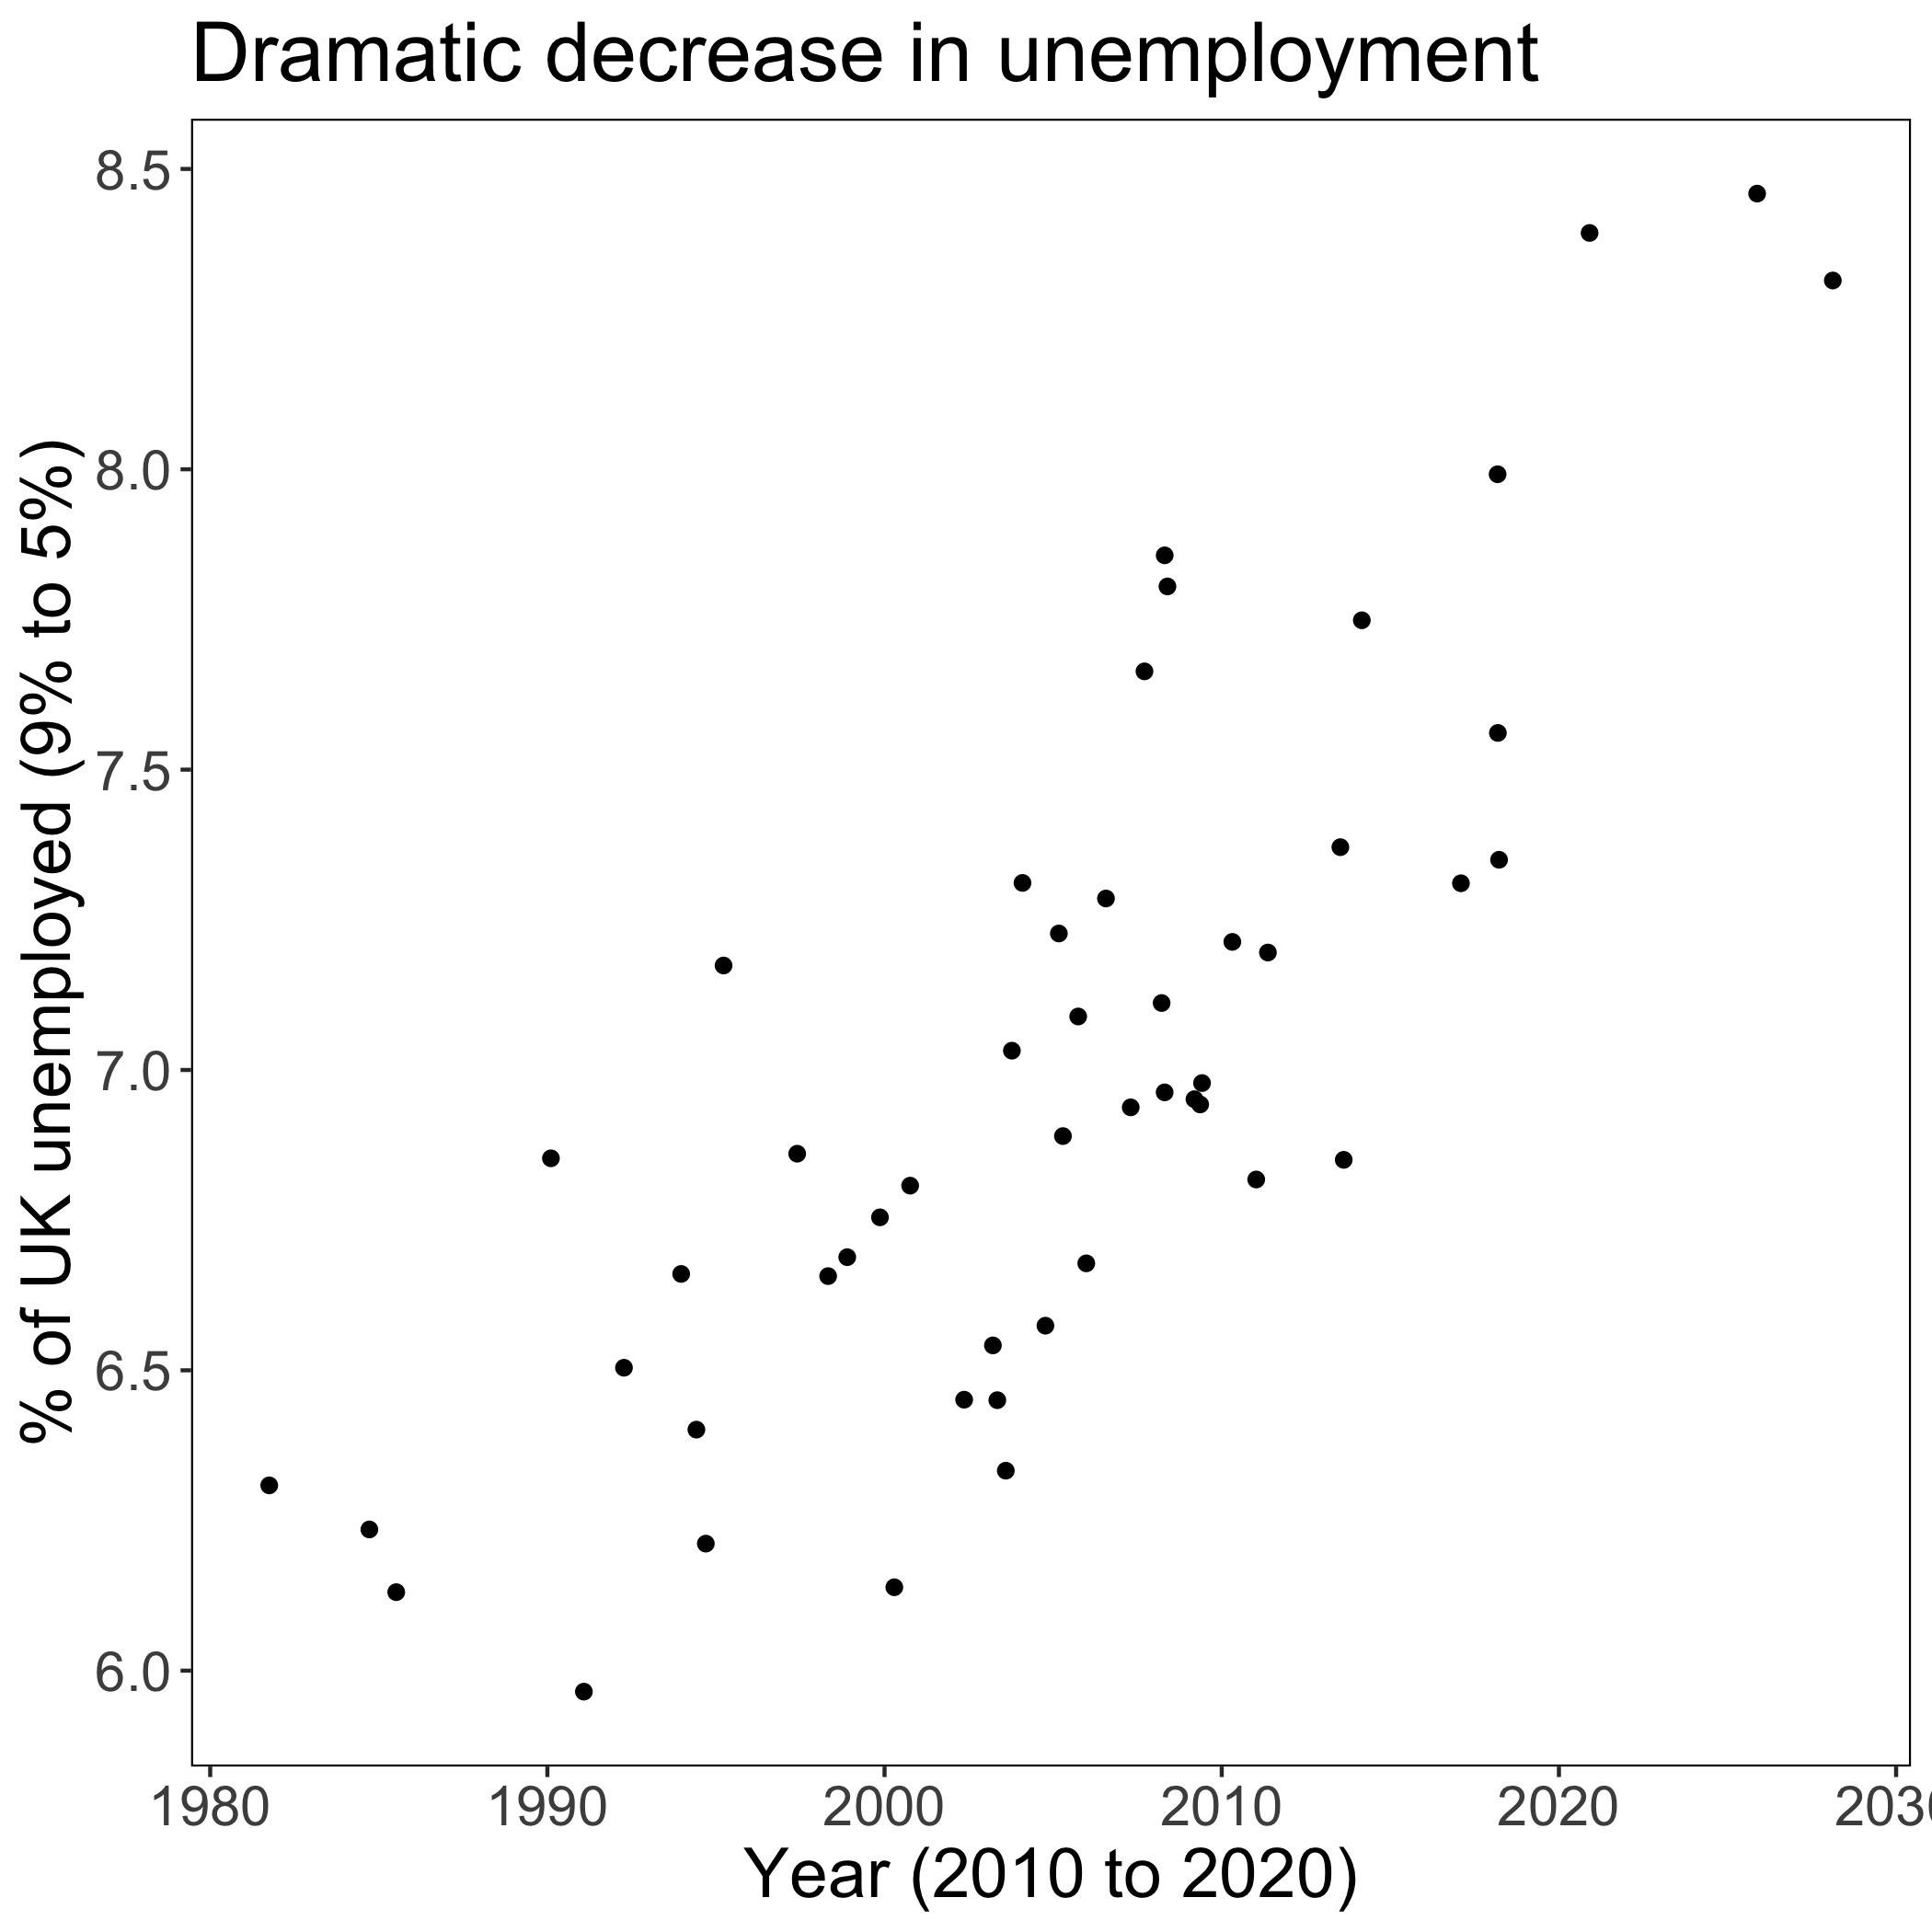 Dramatic decrease in unemployment
% of UK unemployed (9% to 5%)
8.5
8.0
7.5
7.0
6.5
6.0
1980 1990 2000 2010 2020 203
Year (2010 to 2020)